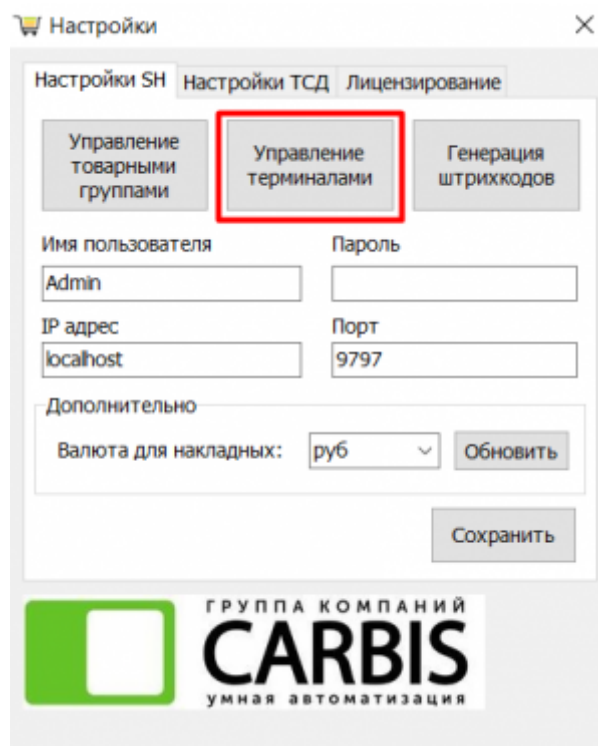 Настройки
Настройки SH Настройки ТСД Лицензирование
Управление
товарными
группами
Управление
терминалами
Генерация
штрихкодов
Имя пользователя Пароль
Admin
IP адрес Порт
localhost 9797
Дополнительно
Валюта для накладных: руб Обновить
Сохранить
ГРУППА КОМПАНИЙ
CARBIS
умная автоматизация